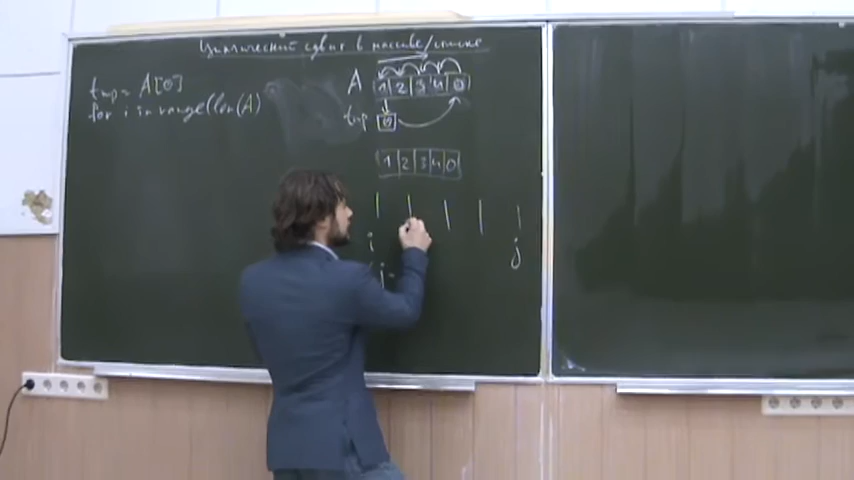 Циклический сдвиг в массиве/списке
tmp = A[0]
for i in range(len(A)
A 1 2 3 4 0
tmp 0
1 2 3 4 0
i
j